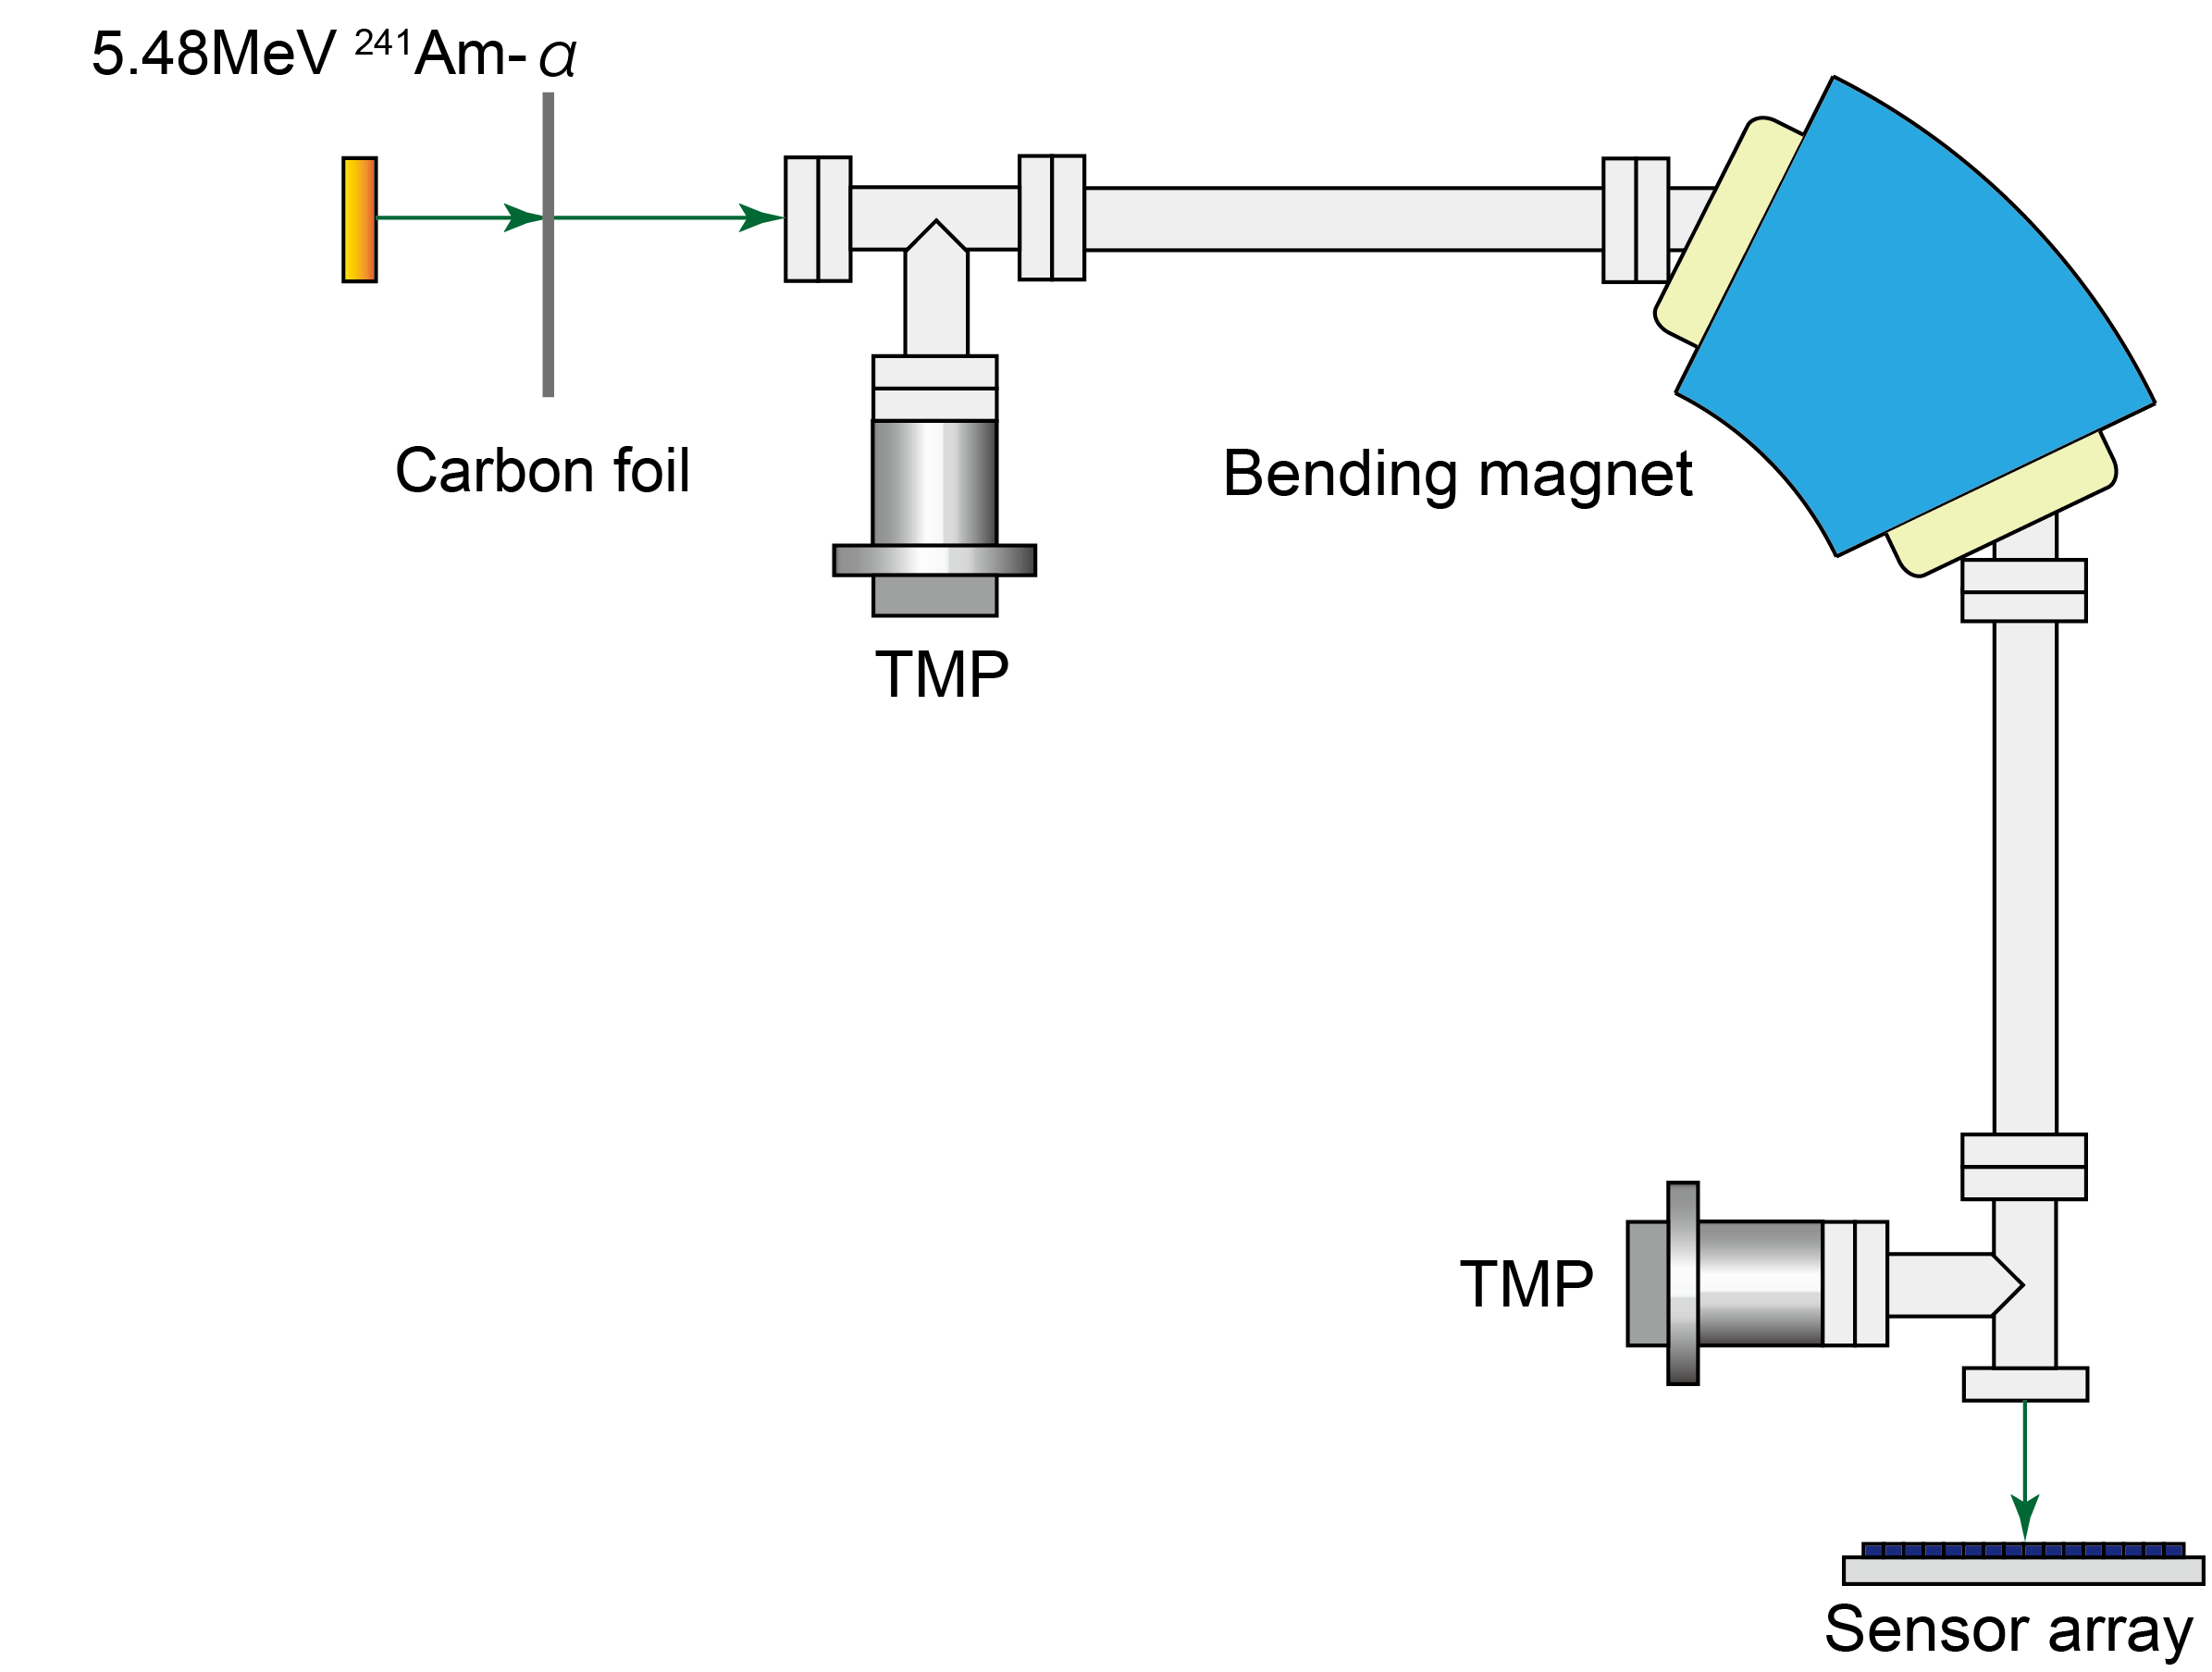 5.48MeV ²⁴¹Am-α
Carbon foil
Bending magnet
TMP
TMP
Sensor array